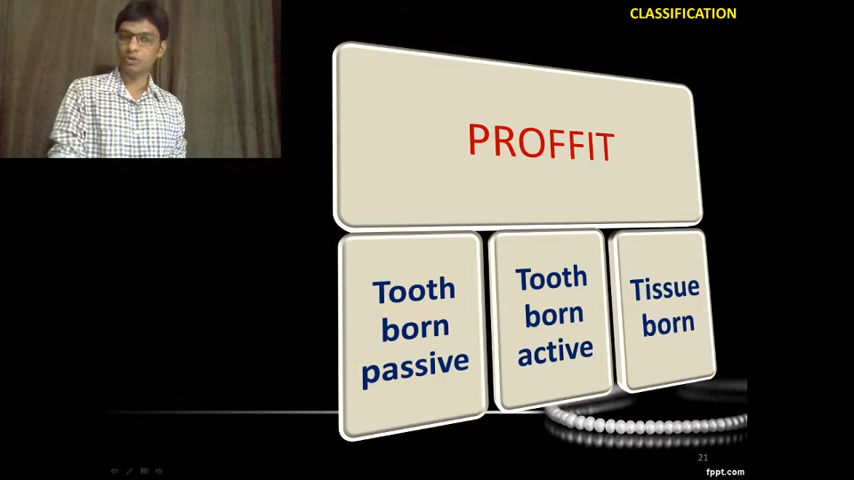 CLASSIFICATION
PROFFIT
Tooth
born
passive
Tooth
born
active
Tissue
born
21
fppt.com